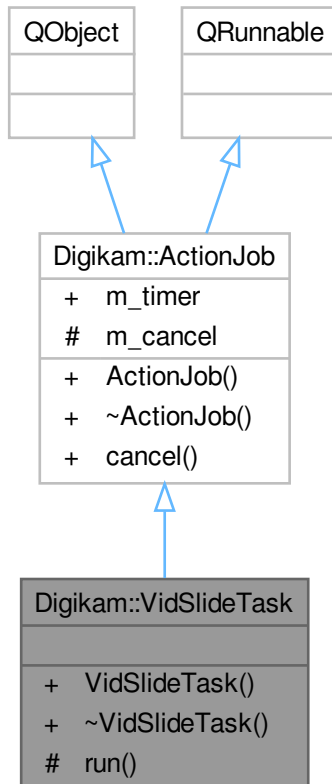 QObject
QRunnable
Digikam::ActionJob
+ m_timer
# m_cancel
+ ActionJob()
+ ~ActionJob()
+ cancel()
Digikam::VidSlideTask
+ VidSlideTask()
+ ~VidSlideTask()
# run()